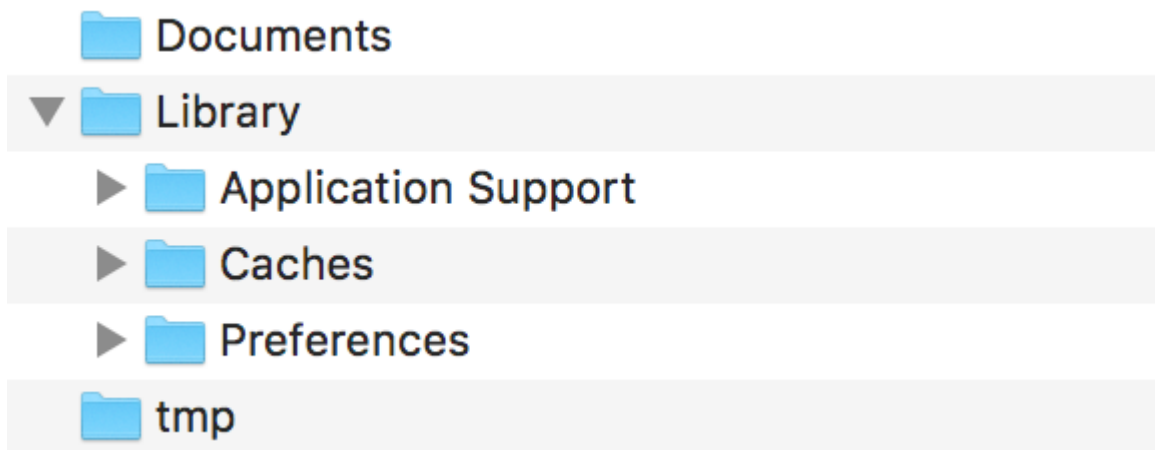 Documents
Library
Application Support
Caches
Preferences
tmp